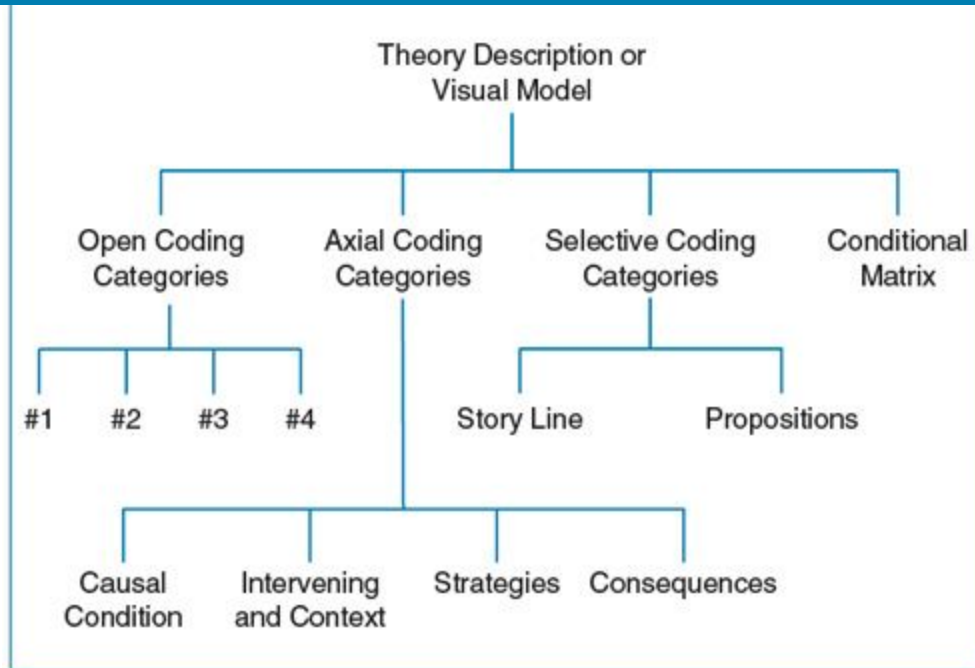 Theory Description or
Visual Model
Open Coding
Categories
Axial Coding
Categories
Selective Coding
Categories
Conditional
Matrix
#1 #2 #3 #4
Story Line
Propositions
Causal
Condition
Intervening
and Context
Strategies
Consequences